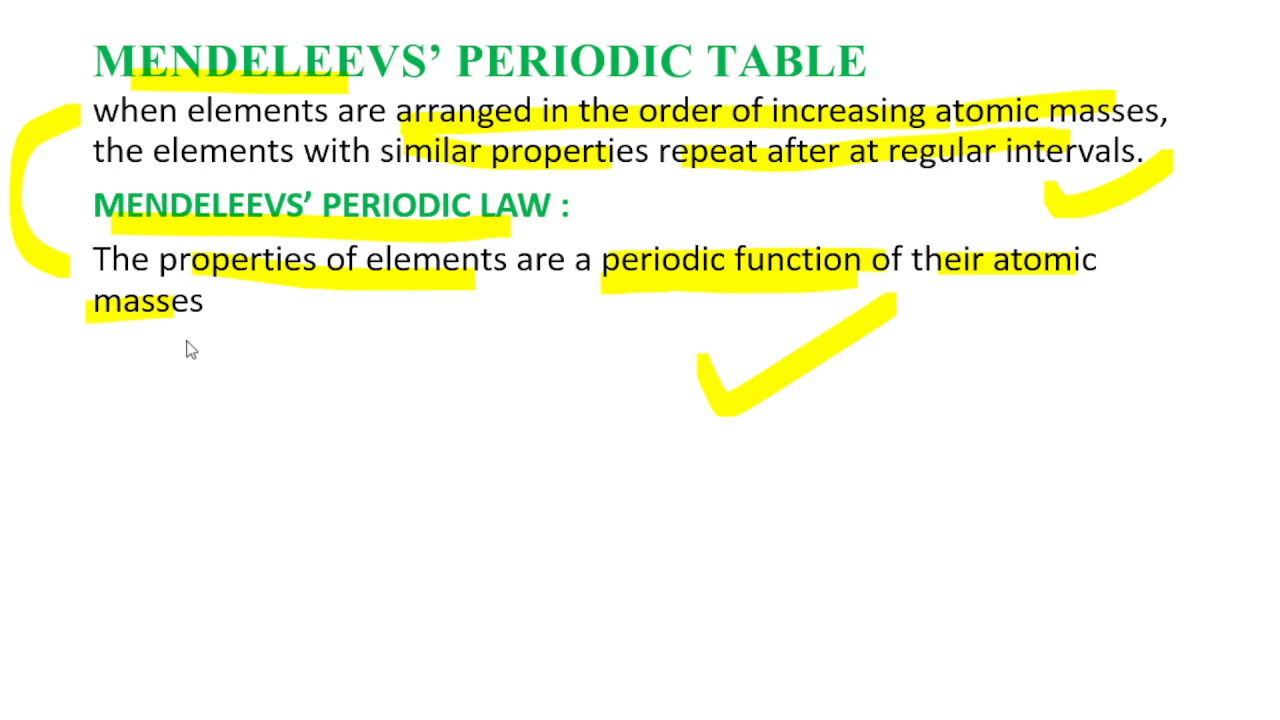 MENDELEEVS’ PERIODIC TABLE
when elements are arranged in the order of increasing atomic masses,
the elements with similar properties repeat after at regular intervals.
MENDELEEVS’ PERIODIC LAW :
The properties of elements are a periodic function of their atomic
masses